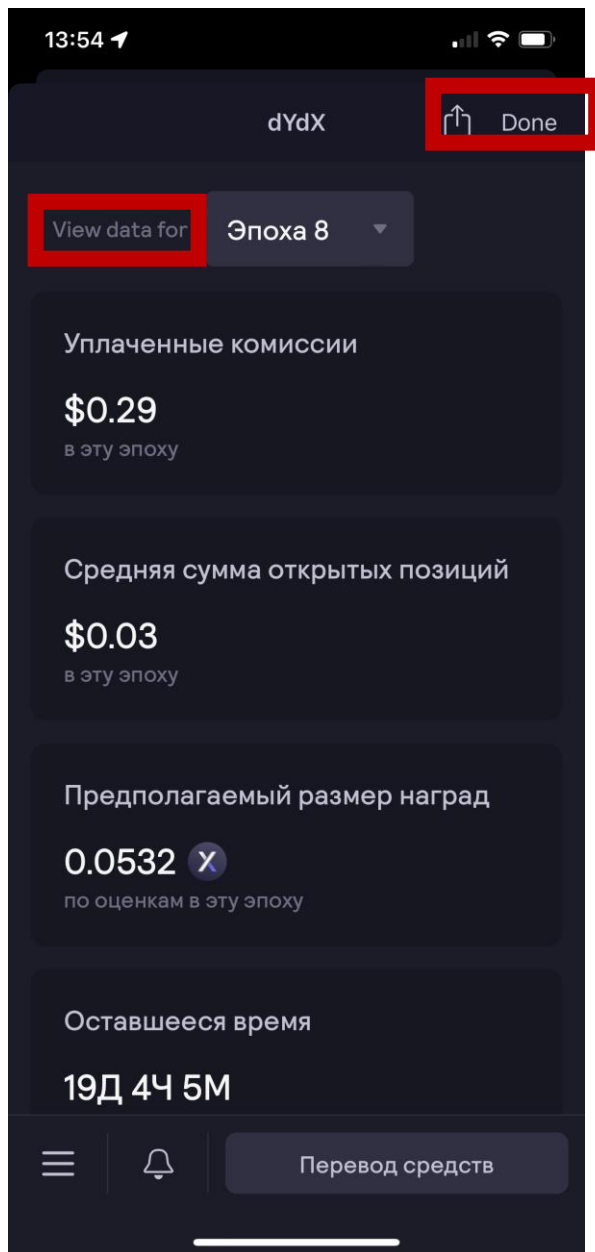 13:54
dYdX
Done
View data for
Эпоха 8
Уплаченные комиссии
$0.29
в эту эпоху
Средняя сумма открытых позиций
$0.03
в эту эпоху
Предполагаемый размер наград
0.0532 X
по оценкам в эту эпоху
Оставшееся время
19Д 4Ч 5М
Перевод средств